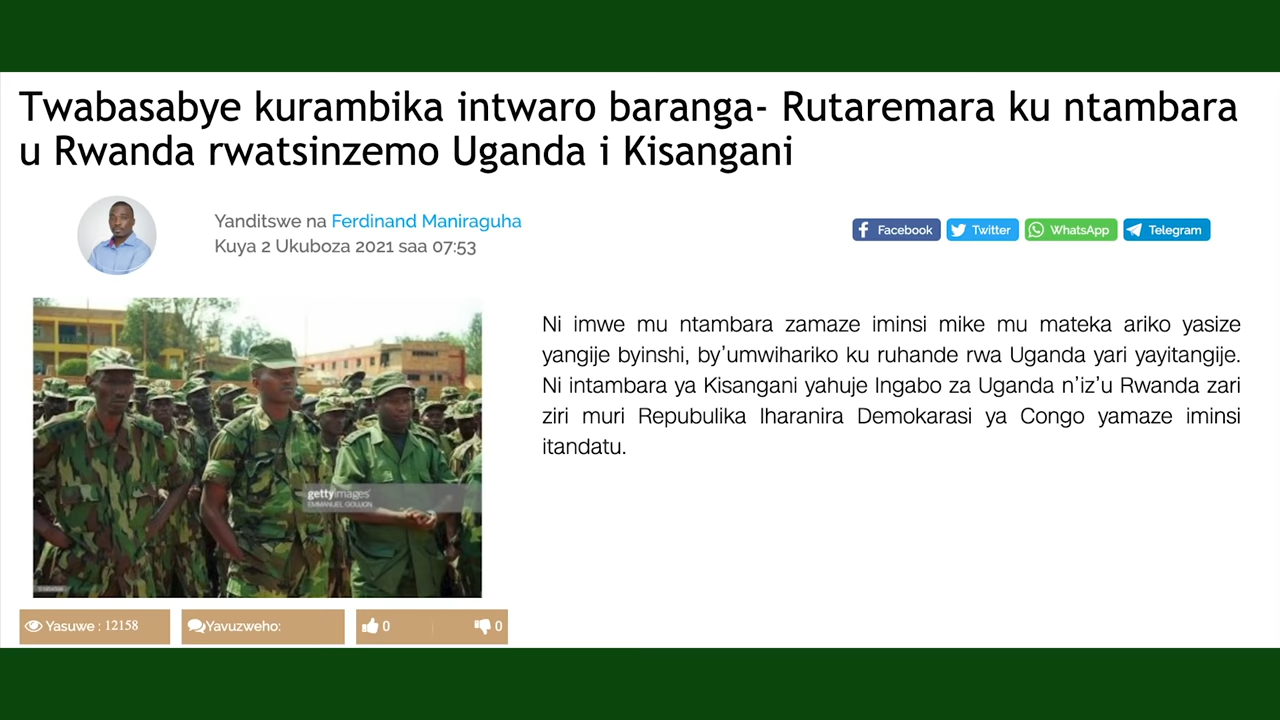 Twabasabye kurambika intwaro baranga- Rutaremara ku ntambara
u Rwanda rwatsinzemo Uganda i Kisangani
Yanditswe na Ferdinand Maniraguha
Kuya 2 Ukuboza 2021 saa 07:53
Facebook
Twitter
WhatsApp
Telegram
Ni imwe mu ntambara zamaze iminsi mike mu mateka ariko yasize
yangije byinshi, by'umwihariko ku ruhande rwa Uganda yari yayitangije.
Ni intambara ya Kisangani yahuje Ingabo za Uganda n'iz'u Rwanda zari
ziri muri Repubulika Iharanira Demokarasi ya Congo yamaze iminsi
itandatu.
gettyimages
EMMANUEL GOUJON
Yasuwe : 12158
Yavuzweho:
0
0